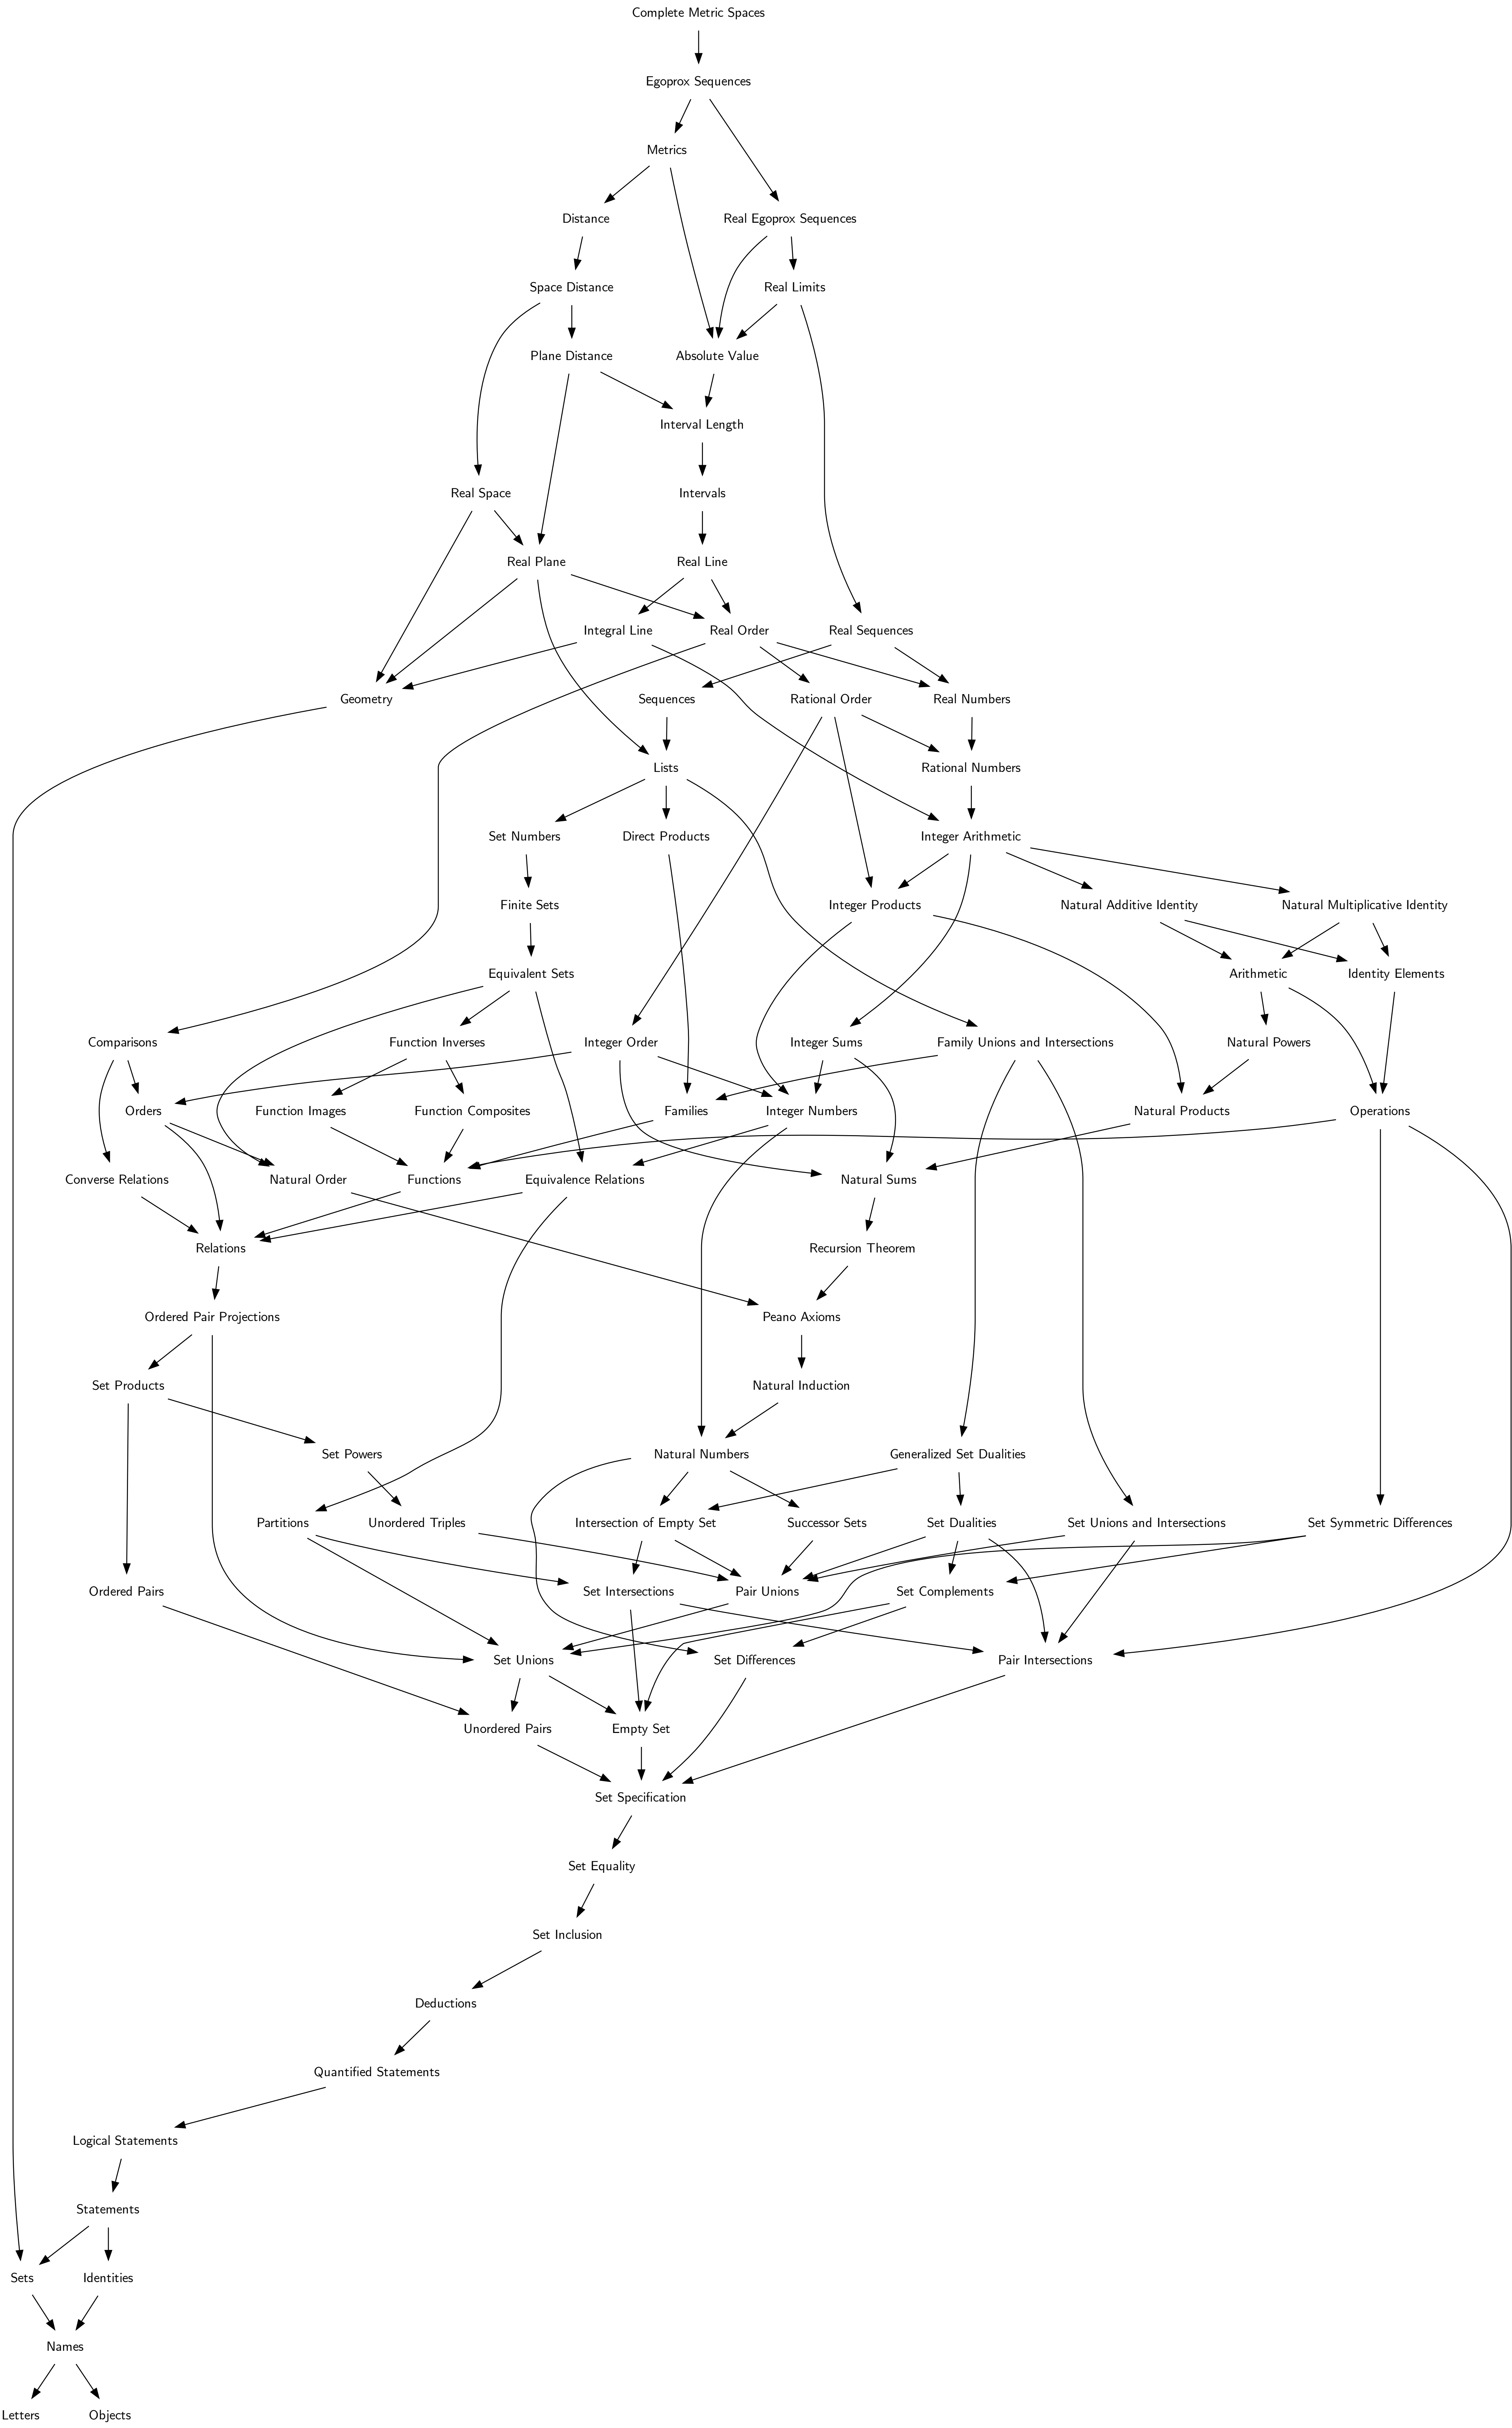 Complete Metric Spaces
Egoprox Sequences
Metrics
Distance
Real Egoprox Sequences
Space Distance
Real Limits
Plane Distance
Absolute Value
Interval Length
Real Space
Intervals
Real Plane
Real Line
Integral Line
Real Order
Real Sequences
Geometry
Sequences
Rational Order
Real Numbers
Lists
Rational Numbers
Set Numbers
Direct Products
Integer Arithmetic
Finite Sets
Integer Products
Natural Additive Identity
Natural Multiplicative Identity
Equivalent Sets
Arithmetic
Identity Elements
Comparisons
Function Inverses
Integer Order
Integer Sums
Family Unions and Intersections
Natural Powers
Orders
Function Images
Function Composites
Families
Integer Numbers
Natural Products
Operations
Converse Relations
Natural Order
Functions
Equivalence Relations
Natural Sums
Relations
Recursion Theorem
Ordered Pair Projections
Peano Axioms
Set Products
Natural Induction
Set Powers
Natural Numbers
Generalized Set Dualities
Partitions
Unordered Triples
Intersection of Empty Set
Successor Sets
Set Dualities
Set Unions and Intersections
Set Symmetric Differences
Ordered Pairs
Set Intersections
Pair Unions
Set Complements
Set Unions
Set Differences
Pair Intersections
Unordered Pairs
Empty Set
Set Specification
Set Equality
Set Inclusion
Deductions
Quantified Statements
Logical Statements
Statements
Sets
Identities
Names
Letters
Objects